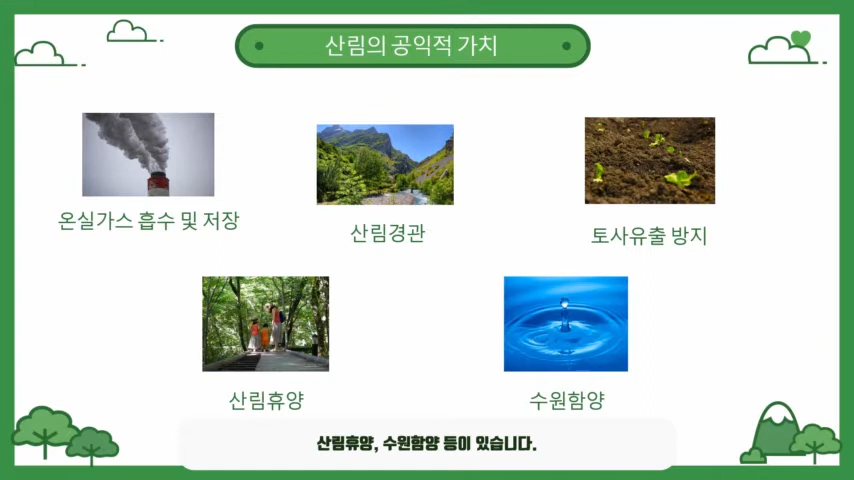 산림의 공익적 가치
온실가스 흡수 및 저장
산림경관
토사유출 방지
산림휴양
수원함양
산림휴양, 수원함양 등이 있습니다.